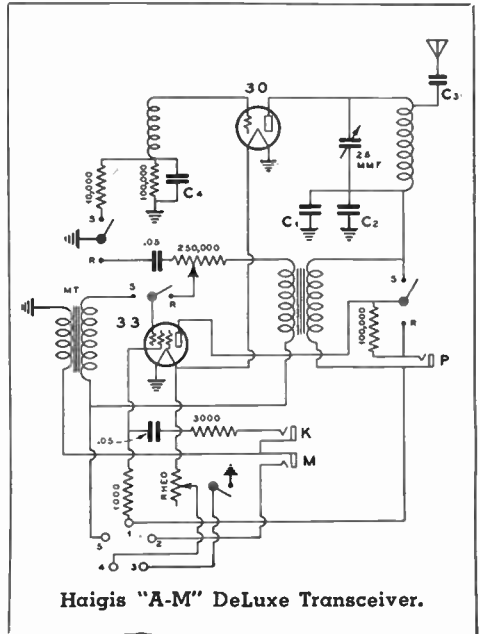 30
C3
10,000
100,000
C4
25
MMF
C1
C2
S
R
.05
250,000
S
R
S
R
MT
33
100,000
P
3000
K
.05
M
1000
RHEO
1
2
5
4
3
Haigis "A-M" DeLuxe Transceiver.